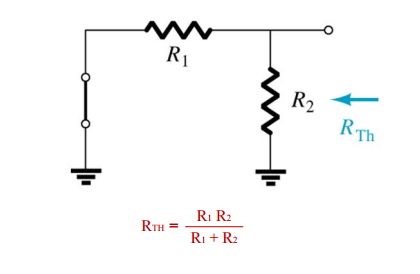 R1
R2
RTh
RTH = R1 R2
R1 + R2